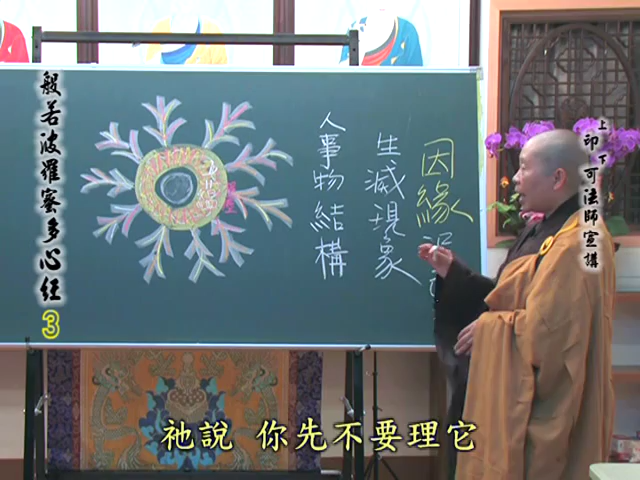 般若波羅蜜多心经
3
人事物結構
生滅現象
因緣
上印下可法師宣講
祂說 你先不要理它